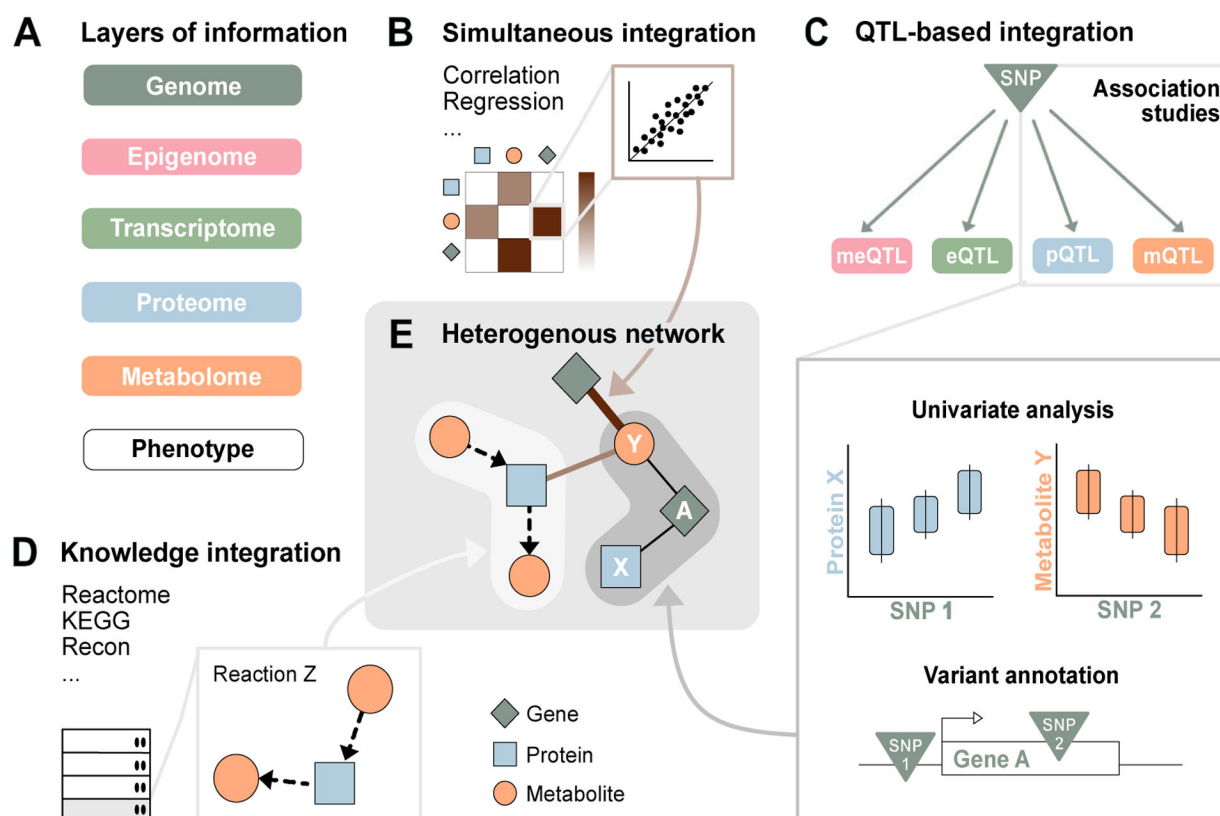 A Layers of information
Genome
Epigenome
Transcriptome
Proteome
Metabolome
Phenotype
B Simultaneous integration
Correlation
Regression
...
C QTL-based integration
SNP
Association
studies
meQTL eQTL pQTL mQTL
Univariate analysis
Protein X
SNP 1
Metabolite Y
SNP 2
Variant annotation
SNP
1
Gene A
SNP
2
D Knowledge integration
Reactome
KEGG
Recon
...
Reaction Z
E Heterogenous network
Y
A
X
Gene
Protein
Metabolite